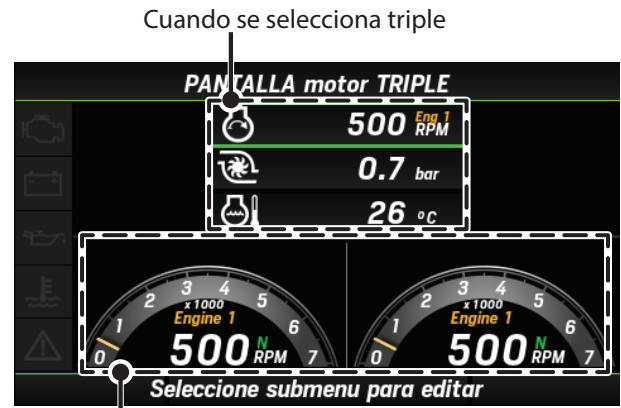 Cuando se selecciona triple
PANTALLA motor TRIPLE
500 Eng 1 RPM
0.7 bar
26 °C
0 1 2 3 4 5 6 7
x 1000
Engine 1
500 N RPM
0 1 2 3 4 5 6 7
x 1000
Engine 1
500 N RPM
Seleccione submenu para editar